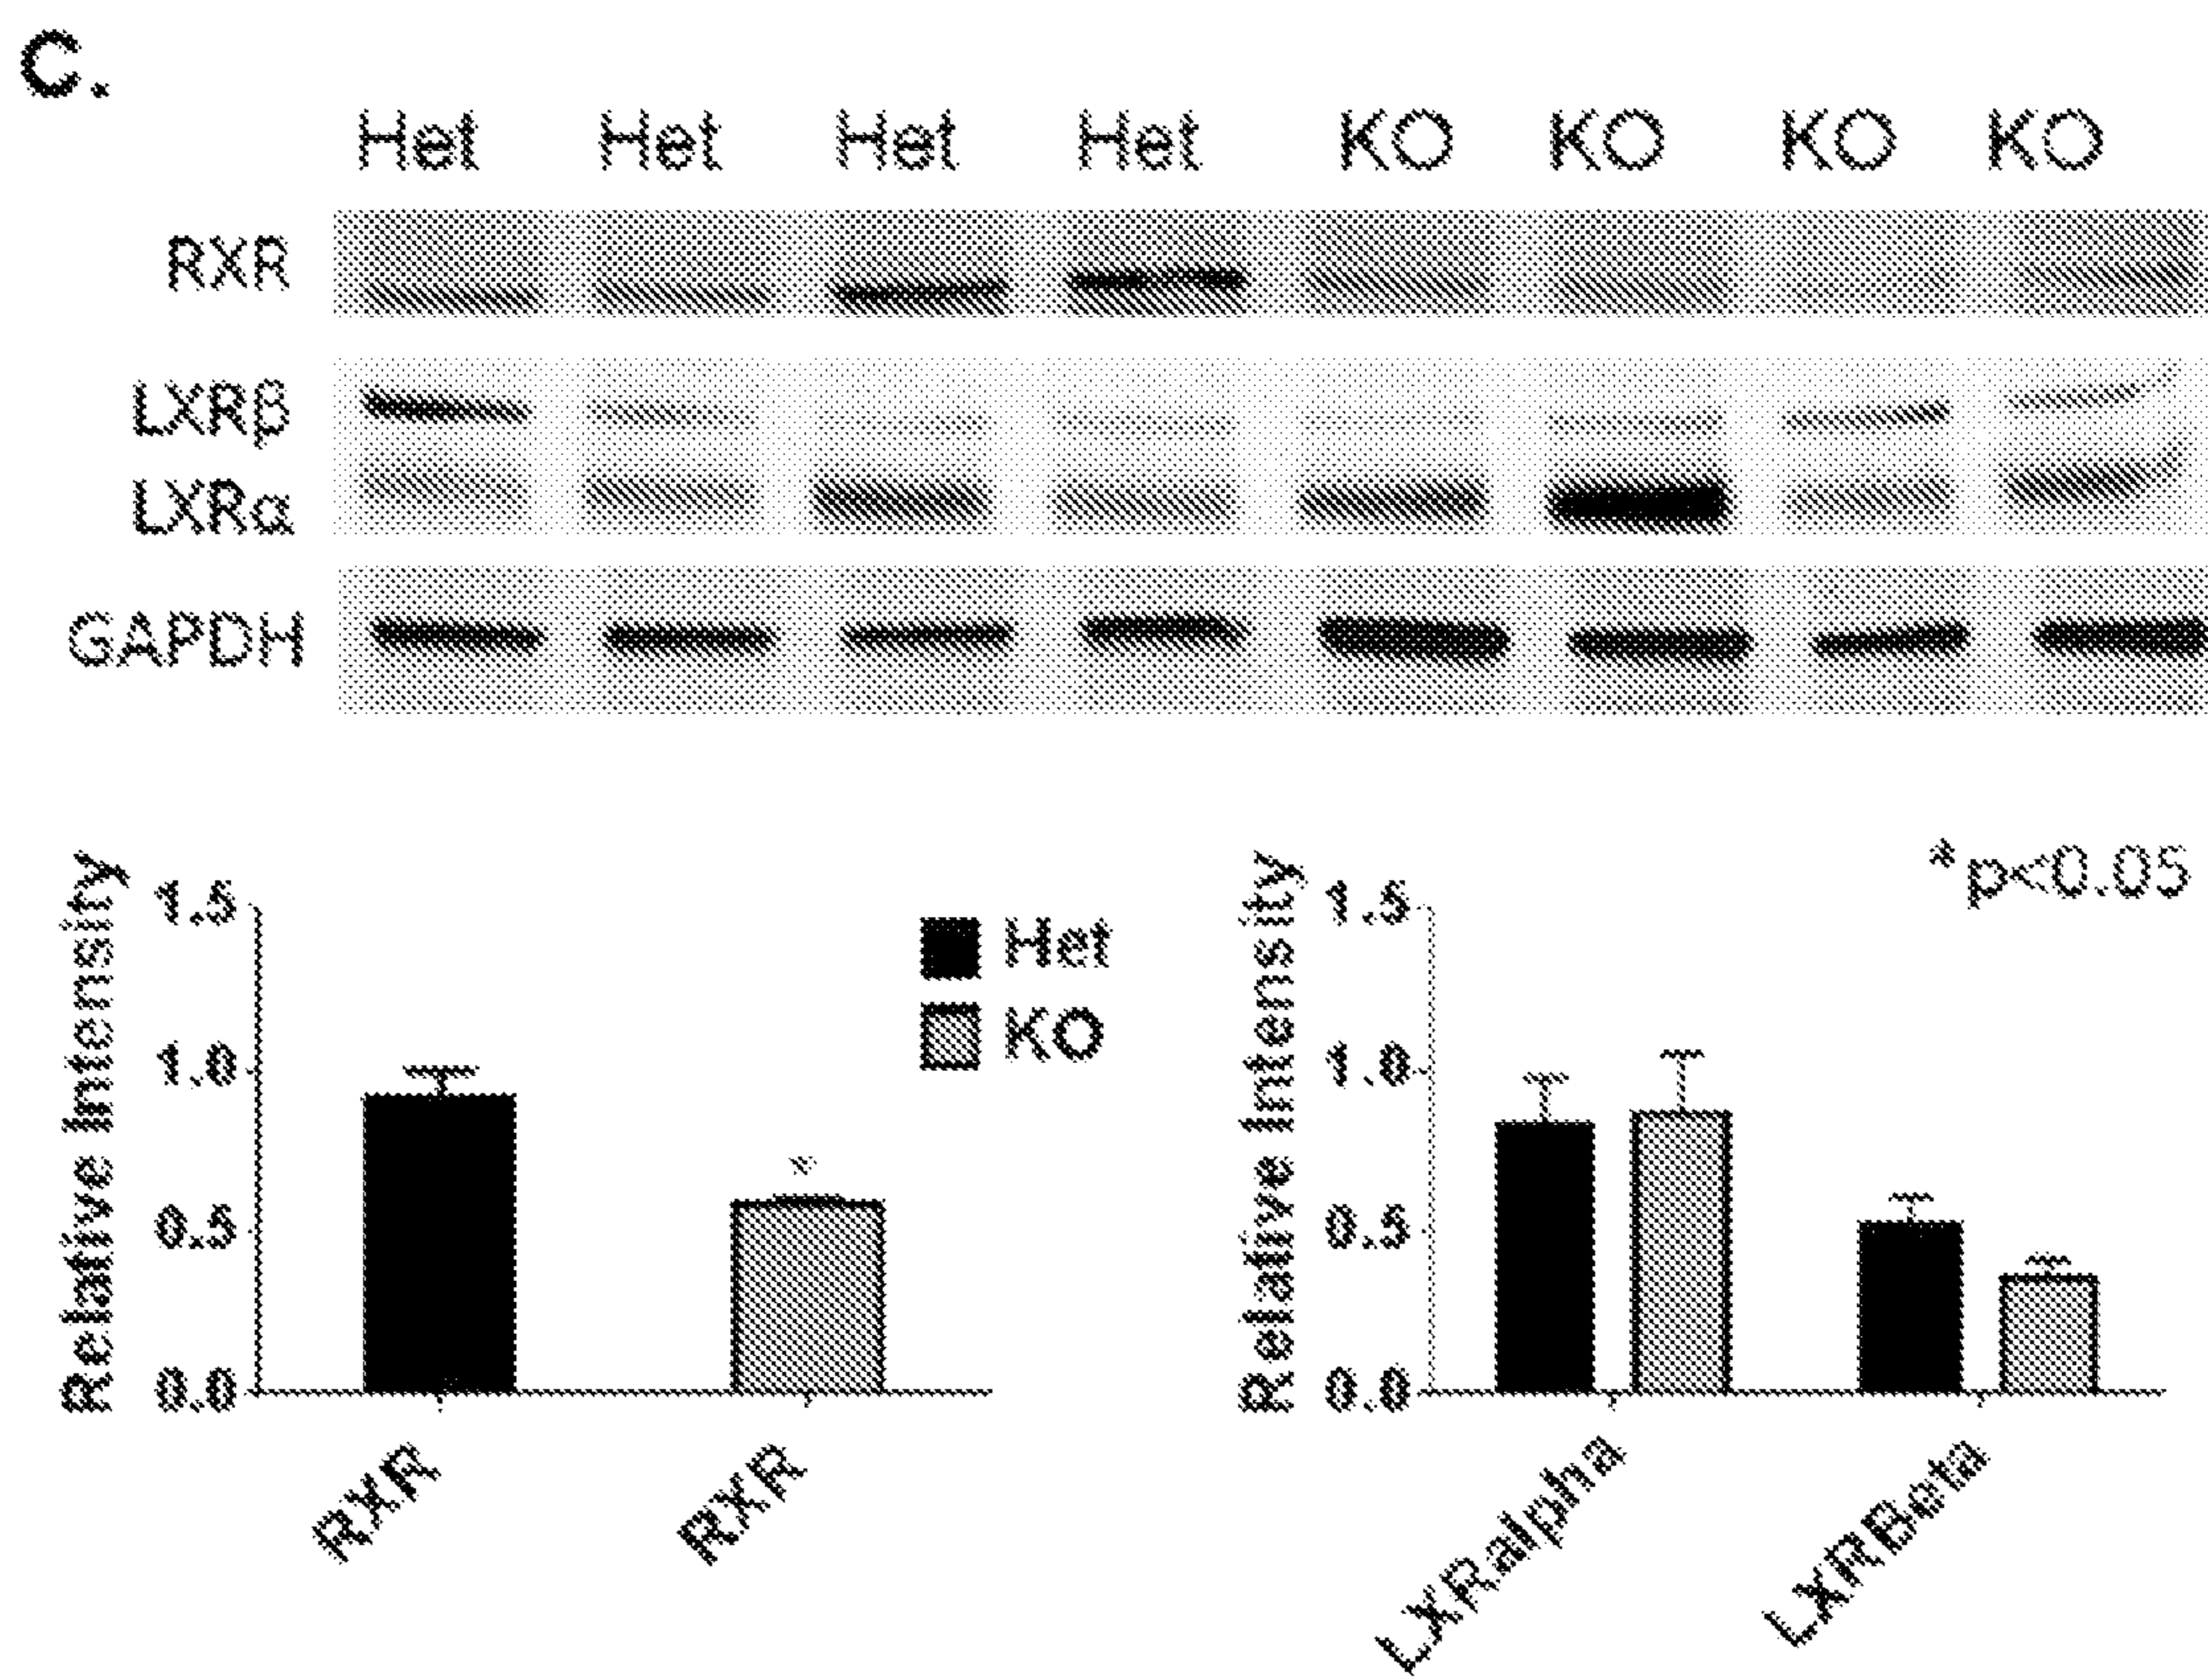 C.
Het Het Het Het KO KO KO KO
RXR
LXRβ
LXRα
GAPDH
Relative Intensity
1.5
1.0
0.5
0.0
RXR
RXR
Het
KO
Relative Intensity
1.5
1.0
0.5
0.0
*
*p<0.05
LXRalpha
LXRBeta